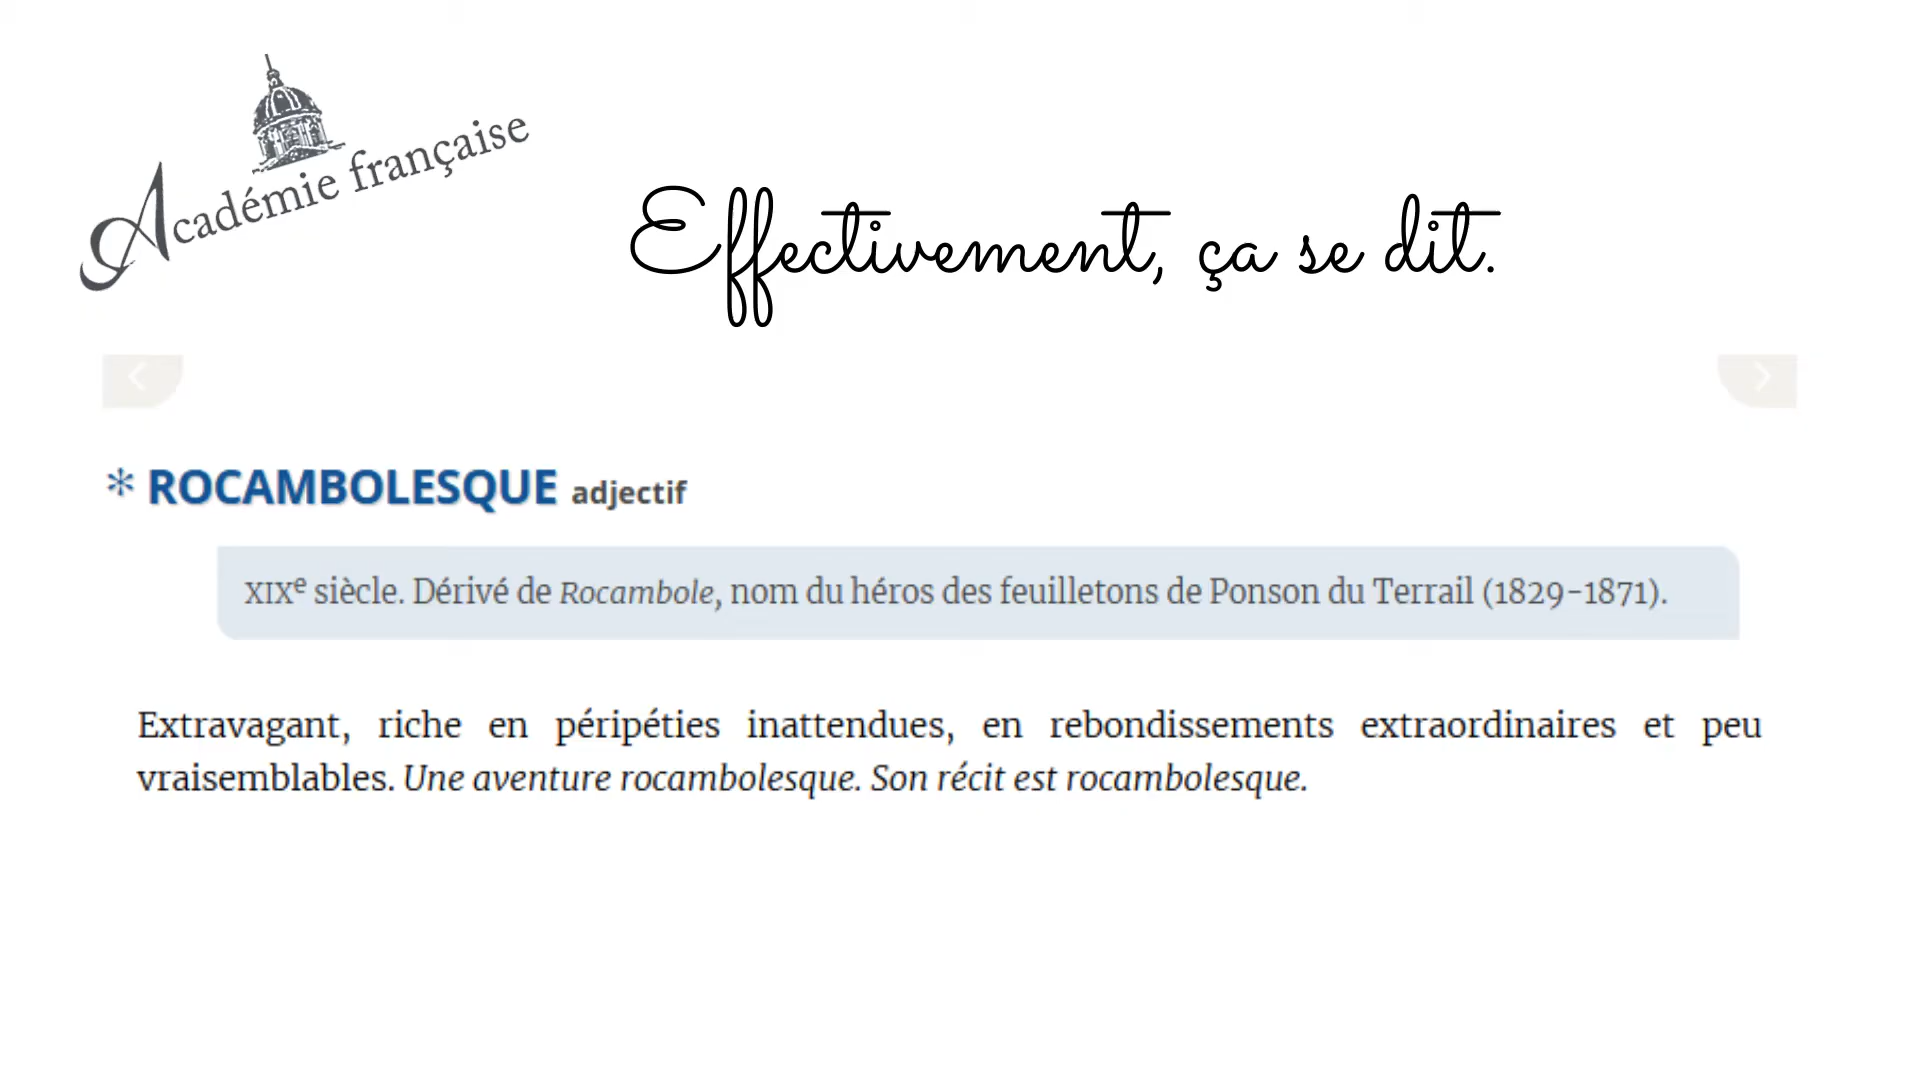 Académie française
Effectivement, ça se dit.
* ROCAMBOLESQUE adjectif
XIXe siècle. Dérivé de Rocambole, nom du héros des feuilletons de Ponson du Terrail (1829-1871).
Extravagant, riche en péripéties inattendues, en rebondissements extraordinaires et peu
vraisemblables. Une aventure rocambolesque. Son récit est rocambolesque.